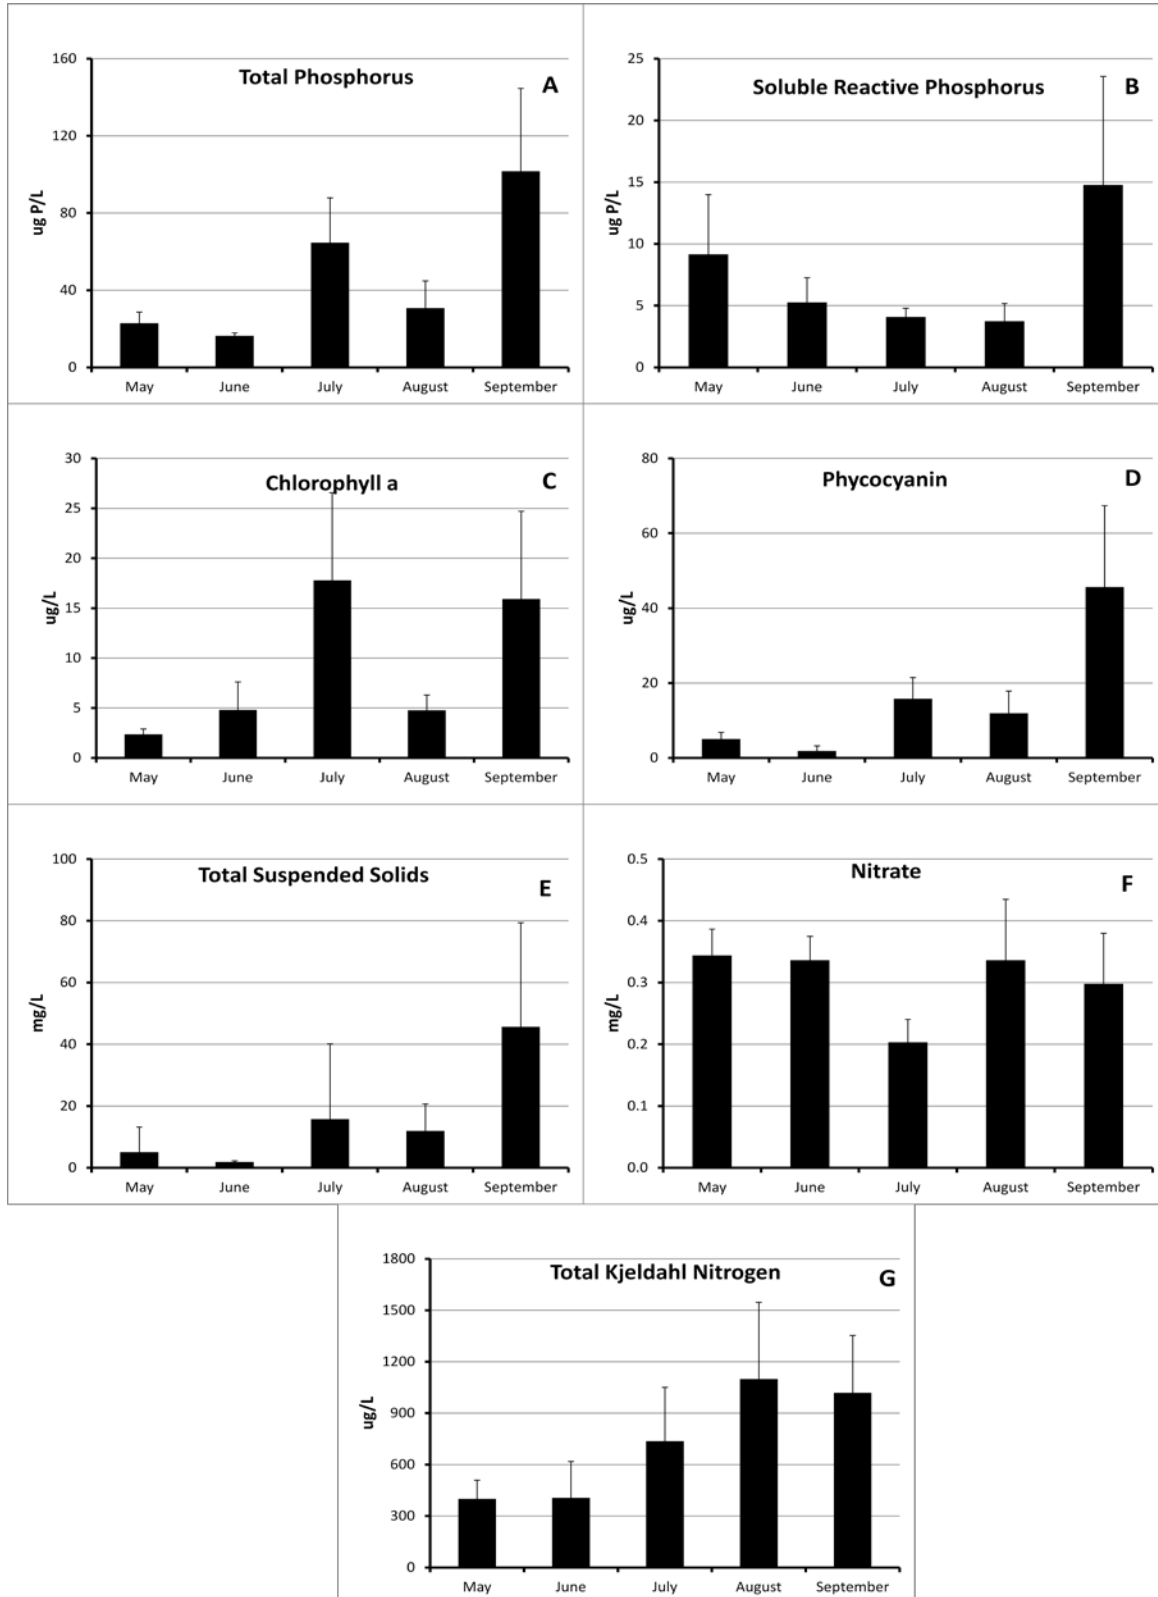 Total Phosphorus
A
ug P/L
160
120
80
40
0
May June July August September
Soluble Reactive Phosphorus
B
ug P/L
25
20
15
10
5
0
May June July August September
Chlorophyll a
C
ug/L
30
25
20
15
10
5
0
May June July August September
Phycocyanin
D
ug/L
80
60
40
20
0
May June July August September
Total Suspended Solids
E
mg/L
100
80
60
40
20
0
May June July August September
Nitrate
F
mg/L
0.5
0.4
0.3
0.2
0.1
0.0
May June July August September
Total Kjeldahl Nitrogen
G
ug/L
1800
1500
1200
900
600
300
0
May June July August September